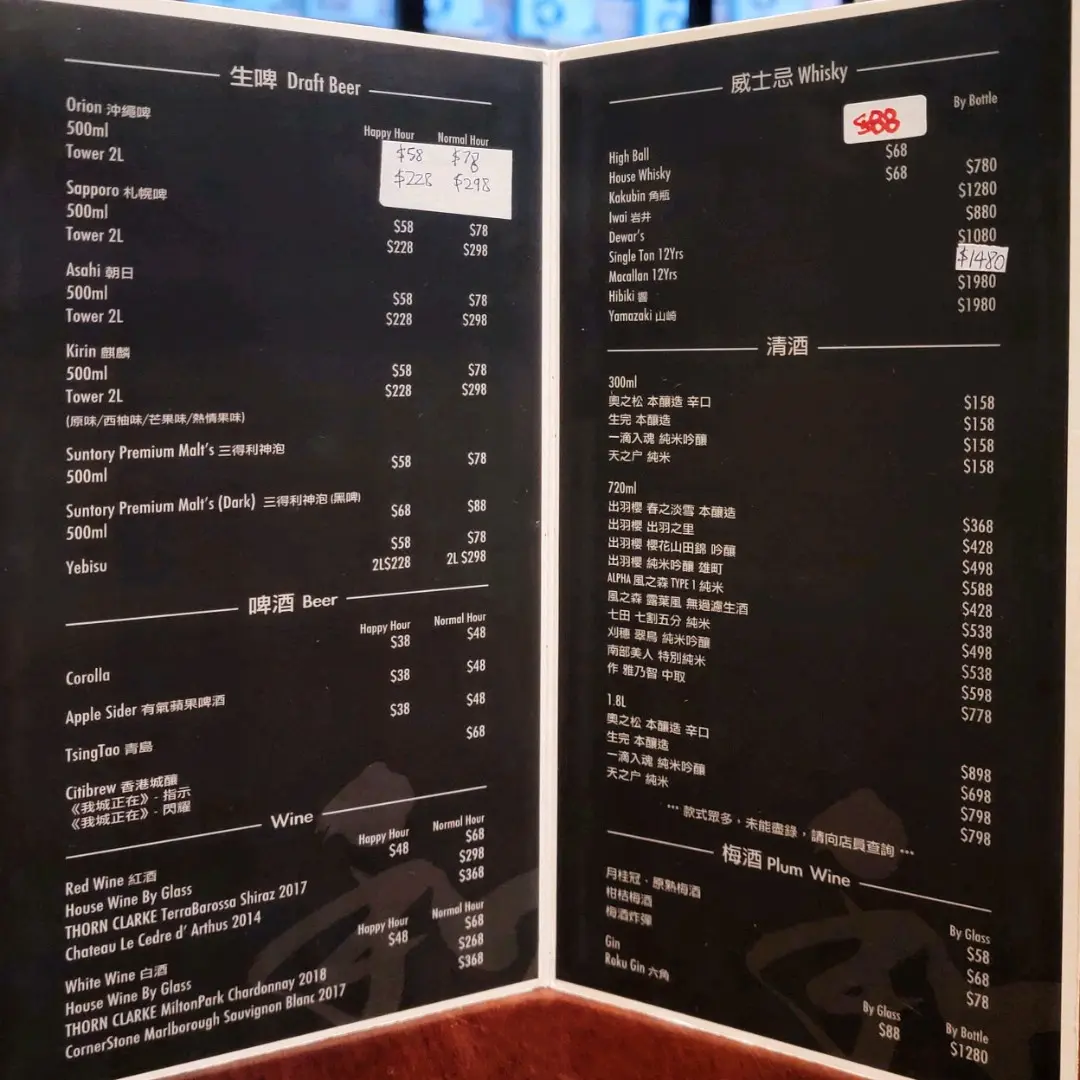 生啤 Draft Beer
Happy Hour Normal Hour
Orion 沖繩啤
500ml $58 $78
Tower 2L $228 $298
Sapporo 札幌啤
500ml $58 $78
Tower 2L $228 $298
Asahi 朝日
500ml $58 $78
Tower 2L $228 $298
Kirin 麒麟
500ml $58 $78
Tower 2L $228 $298
(原味/西柚味/芒果味/熱情果味)
Suntory Premium Malt's 三得利神泡
500ml $58 $78
Suntory Premium Malt's (Dark) 三得利神泡 (黑啤)
500ml $68 $88
Yebisu $58 $78
2L$228 2L $298
啤酒 Beer
Happy Hour Normal Hour
Corolla $38 $48
Apple Sider 有氣蘋果啤酒 $38 $48
TsingTao 青島 $38 $48
Citibrew 香港城釀 $68
《我城正在》- 指示
《我城正在》- 閃耀
Wine
Happy Hour Normal Hour
Red Wine 紅酒
House Wine By Glass $48 $68
THORN CLARKE TerraBarossa Shiraz 2017 $298
Chateau Le Cedre d' Arthus 2014 $368
Happy Hour Normal Hour
White Wine 白酒
House Wine By Glass $48 $68
THORN CLARKE MiltonPark Chardonnay 2018 $268
CornerStone Marlborough Sauvignon Blanc 2017 $368
威士忌 Whisky
By Bottle
$88
High Ball $68
House Whisky $68
Kakubin 角瓶 $780
Iwai 岩井 $1280
Dewar's $880
Single Ton 12Yrs $1080
Macallan 12Yrs $1480
Hibiki 響 $1980
Yamazaki 山崎 $1980
清酒
300ml
奧之松 本釀造 辛口 $158
生完 本釀造 $158
一滴入魂 純米吟釀 $158
天之户 純米 $158
720ml
出羽櫻 春之淡雪 本釀造 $368
出羽櫻 出羽之里 $428
出羽櫻 櫻花山田錦 吟釀 $498
出羽櫻 純米吟釀 雄町 $588
ALPHA 風之森 TYPE 1 純米 $428
風之森 露葉風 無過濾生酒 $538
七田 七割五分 純米 $498
刈穗 翠鳥 純米吟釀 $538
南部美人 特別純米 $598
作 雅乃智 中取 $778
1.8L
奧之松 本釀造 辛口 $898
生完 本釀造 $698
一滴入魂 純米吟釀 $798
天之户 純米 $798
*** 款式眾多，未能盡錄，請向店員查詢 ***
梅酒 Plum Wine
By Glass
月桂冠 - 原熟梅酒 $58
柑桔梅酒 $68
梅酒炸彈 $78
Gin
By Glass By Bottle
Roku Gin 六角 $88 $1280